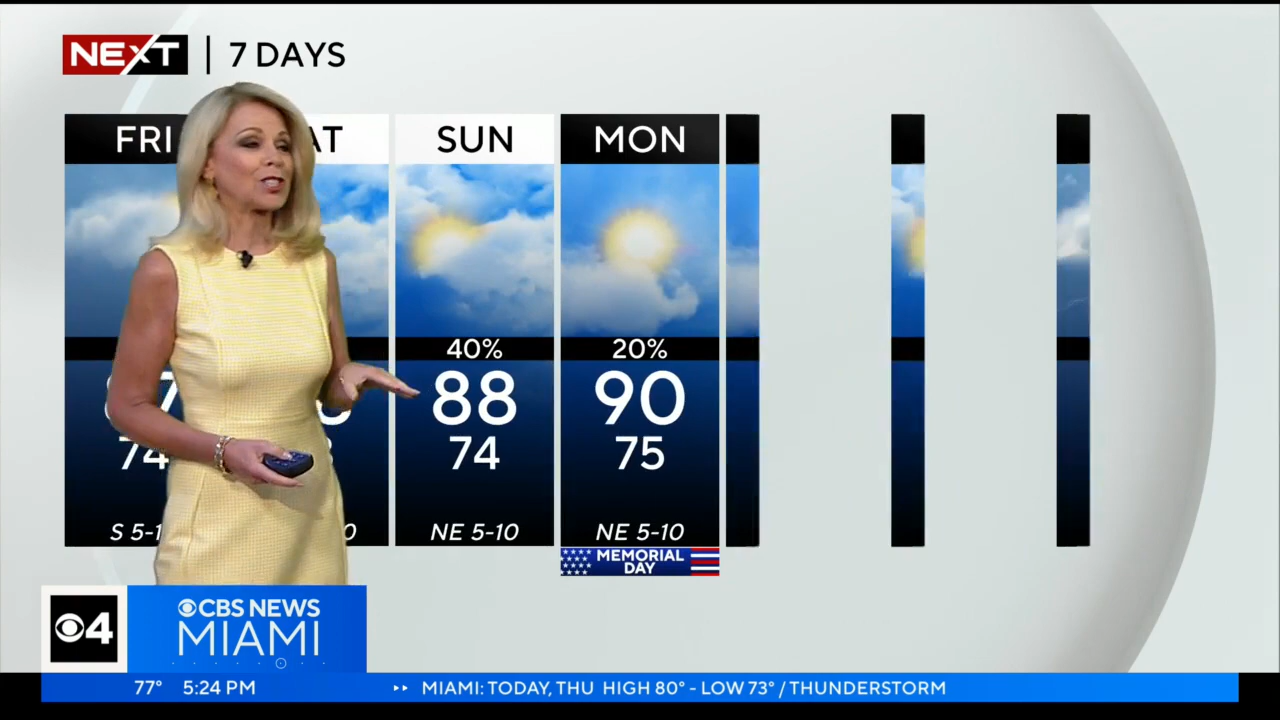 NEXT | 7 DAYS
FRI
SUN
MON
40%
20%
88
90
74
74
75
NE 5-10
NE 5-10
MEMORIAL
DAY
4
CBS NEWS
MIAMI
77° 5:24 PM
MIAMI: TODAY, THU HIGH 80° - LOW 73° / THUNDERSTORM